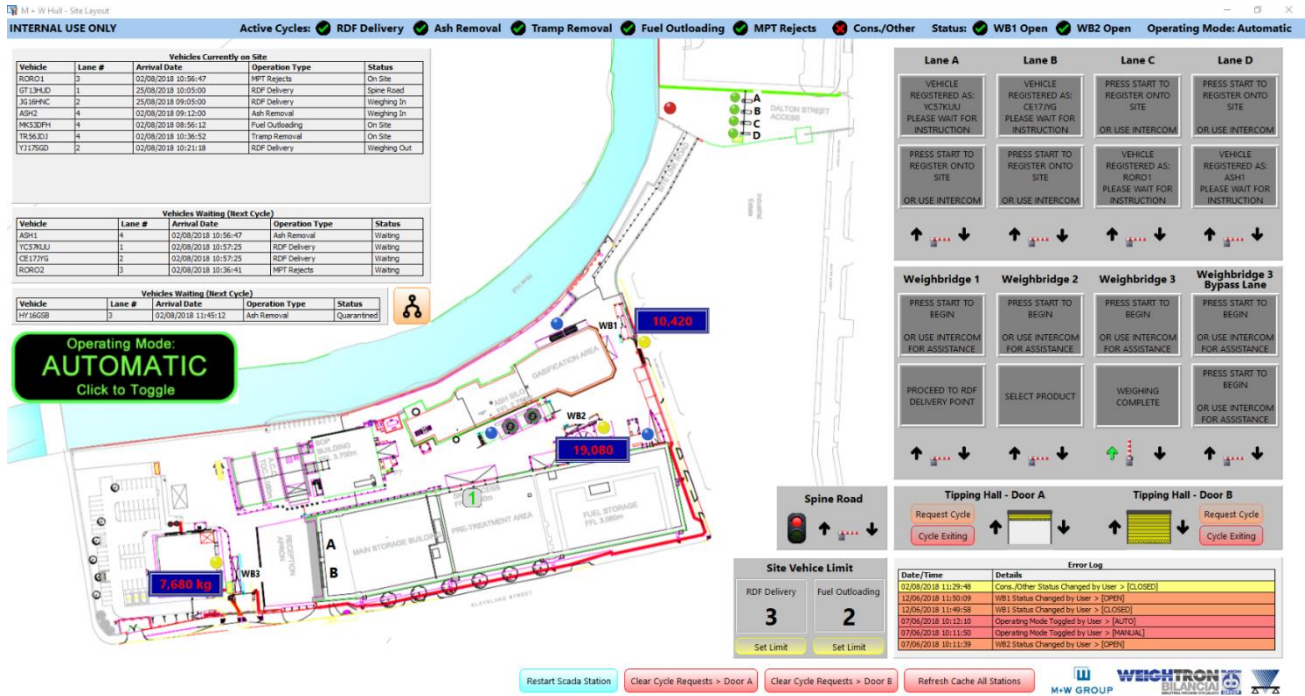 M + W Hull - Site Layout
INTERNAL USE ONLY Active Cycles: RDF Delivery Ash Removal Tramp Removal Fuel Outloading MPT Rejects Cons./Other Status: WB1 Open WB2 Open Operating Mode: Automatic
Vehicles Currently on Site
Vehicle Lane # Arrival Date Operation Type Status
RORO1 3 02/08/2018 10:56:47 MPT Rejects On Site
GT13HUD 1 25/08/2018 10:05:00 RDF Delivery Spine Road
JG16HNC 2 25/08/2018 09:05:00 RDF Delivery Weighing In
ASH2 4 02/08/2018 09:12:00 Ash Removal Weighing In
MK53DFH 4 02/08/2018 08:56:12 Fuel Outloading On Site
TR56JDJ 4 02/08/2018 10:36:52 Tramp Removal On Site
YJ17SGD 2 02/08/2018 10:21:18 RDF Delivery Weighing Out
Vehicles Waiting (Next Cycle)
Vehicle Lane # Arrival Date Operation Type Status
ASH1 4 02/08/2018 10:56:47 Ash Removal Waiting
YC57KUU 1 02/08/2018 10:57:25 RDF Delivery Waiting
CE17JYG 2 02/08/2018 10:57:25 RDF Delivery Waiting
RORO2 3 02/08/2018 10:36:41 MPT Rejects Waiting
Vehicles Waiting (Next Cycle)
Vehicle Lane # Arrival Date Operation Type Status
HY16GSB 3 02/08/2018 11:45:12 Ash Removal Quarantined
Operating Mode:
AUTOMATIC
Click to Toggle
A
B
C
D
DALTON STREET
ACCESS
Industrial
Estate
WB1
10,420
GASIFICATION AREA
ASH SILO
WB2
19,080
BUILDING
1
PRE-TREATMENT AREA
FUEL STORAGE
MAIN STORAGE BUILDING
RECEPTION
APRON
A
B
WB3
7,680 kg
CLEVELAND STREET
Lane A Lane B Lane C Lane D
VEHICLE
REGISTERED AS:
YC57KUU
PLEASE WAIT FOR
INSTRUCTION
VEHICLE
REGISTERED AS:
CE17JYG
PLEASE WAIT FOR
INSTRUCTION
PRESS START TO
REGISTER ONTO
SITE
OR USE INTERCOM
PRESS START TO
REGISTER ONTO
SITE
OR USE INTERCOM
PRESS START TO
REGISTER ONTO
SITE
OR USE INTERCOM
PRESS START TO
REGISTER ONTO
SITE
OR USE INTERCOM
VEHICLE
REGISTERED AS:
RORO1
PLEASE WAIT FOR
INSTRUCTION
VEHICLE
REGISTERED AS:
ASH1
PLEASE WAIT FOR
INSTRUCTION
Weighbridge 1 Weighbridge 2 Weighbridge 3 Weighbridge 3
Bypass Lane
PRESS START TO
BEGIN
OR USE INTERCOM
FOR ASSISTANCE
PRESS START TO
BEGIN
OR USE INTERCOM
FOR ASSISTANCE
PRESS START TO
BEGIN
OR USE INTERCOM
FOR ASSISTANCE
PRESS START TO
BEGIN
OR USE INTERCOM
FOR ASSISTANCE
PROCEED TO RDF
DELIVERY POINT
SELECT PRODUCT
WEIGHING
COMPLETE
PRESS START TO
BEGIN
OR USE INTERCOM
FOR ASSISTANCE
Spine Road
Tipping Hall - Door A
Request Cycle
Cycle Exiting
Tipping Hall - Door B
Request Cycle
Cycle Exiting
Site Vehice Limit
RDF Delivery Fuel Outloading
3 2
Set Limit Set Limit
Error Log
Date/Time Details
02/08/2018 11:29:48 Cons./Other Status Changed by User > [CLOSED]
12/06/2018 11:50:09 WB1 Status Changed by User > [OPEN]
12/06/2018 11:49:58 WB1 Status Changed by User > [CLOSED]
07/06/2018 10:12:10 Operating Mode Toggled by User > [AUTO]
07/06/2018 10:11:50 Operating Mode Toggled by User > [MANUAL]
07/06/2018 10:11:39 WB2 Status Changed by User > [OPEN]
Restart Scada Station Clear Cycle Requests > Door A Clear Cycle Requests > Door B Refresh Cache All Stations
M+W GROUP
WEIGHTRON
BILANCIAI